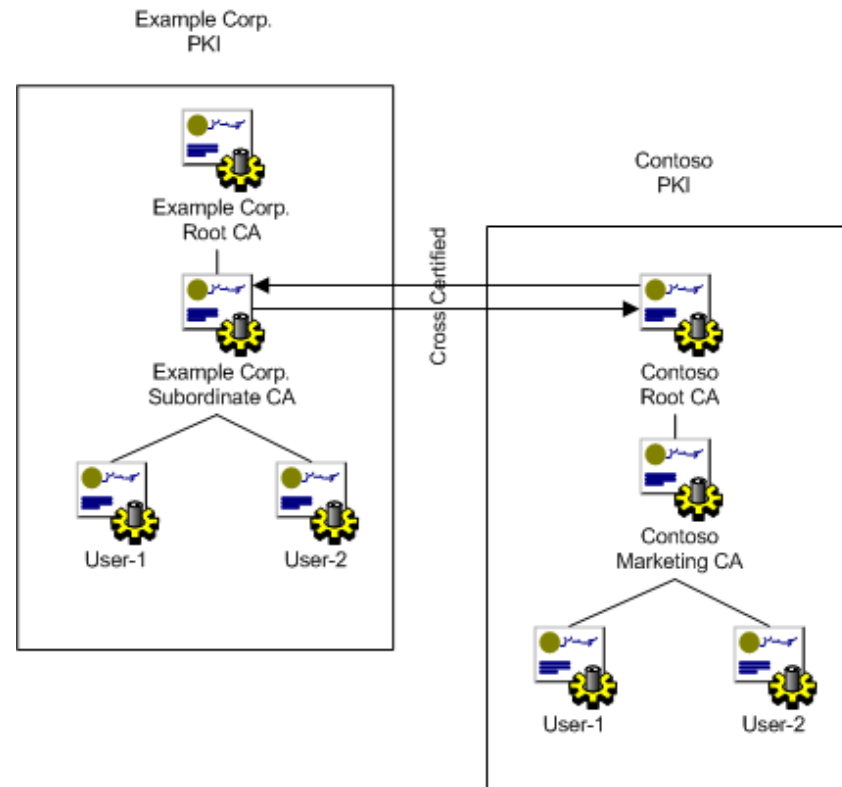 Example Corp.
PKI
Example Corp.
Root CA
Example Corp.
Subordinate CA
User-1
User-2
Cross Certified
Contoso
PKI
Contoso
Root CA
Contoso
Marketing CA
User-1
User-2